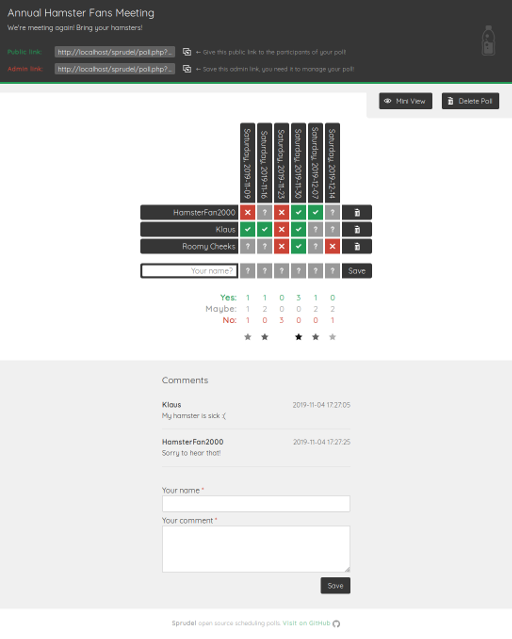 Annual Hamster Fans Meeting
We're meeting again! Bring your hamsters!
Public link: http://localhost/sprudel/poll.php?... ← Give this public link to the participants of your poll!
Admin link: http://localhost/sprudel/poll.php?... ← Save this admin link, you need it to manage your poll!
Mini View Delete Poll
Saturday, 2019-11-09
Saturday, 2019-11-16
Saturday, 2019-11-23
Saturday, 2019-11-30
Saturday, 2019-12-07
Saturday, 2019-12-14
HamsterFan2000 ?  ?
Klaus ? ?
Roomy Cheeks ? ? ?
Your name? ? ? ? ? ? ? Save
Yes: 1 1 0 3 1 0
Maybe: 1 2 0 0 2 2
No: 1 0 3 0 0 1
Comments
Klaus 2019-11-04 17:27:05
My hamster is sick :(
HamsterFan2000 2019-11-04 17:27:25
Sorry to hear that!
Your name *
Your comment *
Save
Sprudel open source scheduling polls. Visit on GitHub